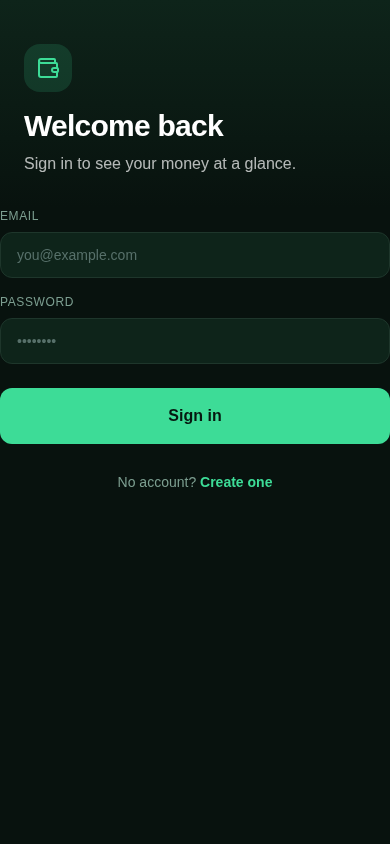 Welcome back
Sign in to see your money at a glance.
EMAIL
you@example.com
PASSWORD
••••••••
Sign in
No account? Create one